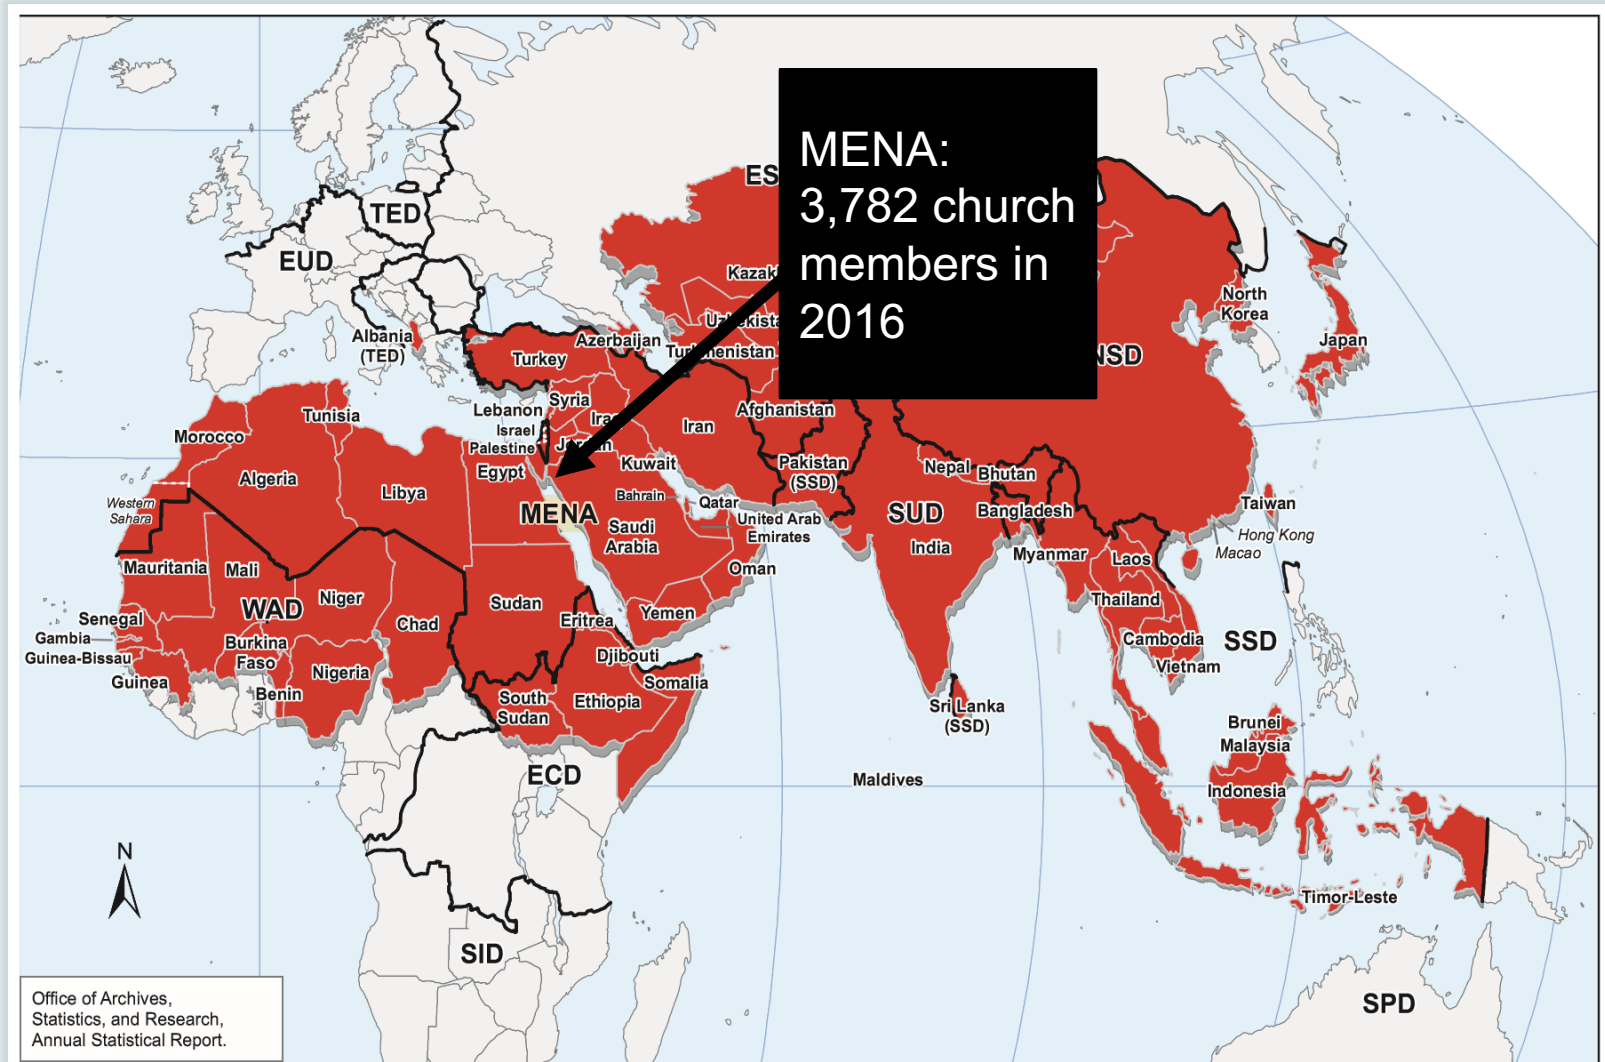 MENA:
3,782 church
members in
2016
ES
TED
EUD
Albania
(TED)
Kazak
North
Korea
Japan
Azerbaijan
Turkey
NSD
Syria
Lebanon
Israel
Palestine
Afghanistan
Iran
Tunisia
Morocco
Algeria
Libya
Egypt
Kuwait
Pakistan
(SSD)
Nepal
Bhutan
Bahrain
Qatar
Western
Sahara
MENA
Saudi
Arabia
United Arab
Emirates
SUD
India
Bangladesh
Taiwan
Hong Kong
Macao
Myanmar
Laos
Oman
Mauritania
Mali
Niger
WAD
Chad
Sudan
Eritrea
Yemen
Thailand
Senegal
Gambia
Guinea-Bissau
Guinea
Burkina
Faso
Benin
Nigeria
Djibouti
Somalia
South
Sudan
Ethiopia
Cambodia
Vietnam
SSD
Sri Lanka
(SSD)
Brunei
Malaysia
Indonesia
ECD
Maldives
N
Timor-Leste
SID
SPD
Office of Archives,
Statistics, and Research,
Annual Statistical Report.